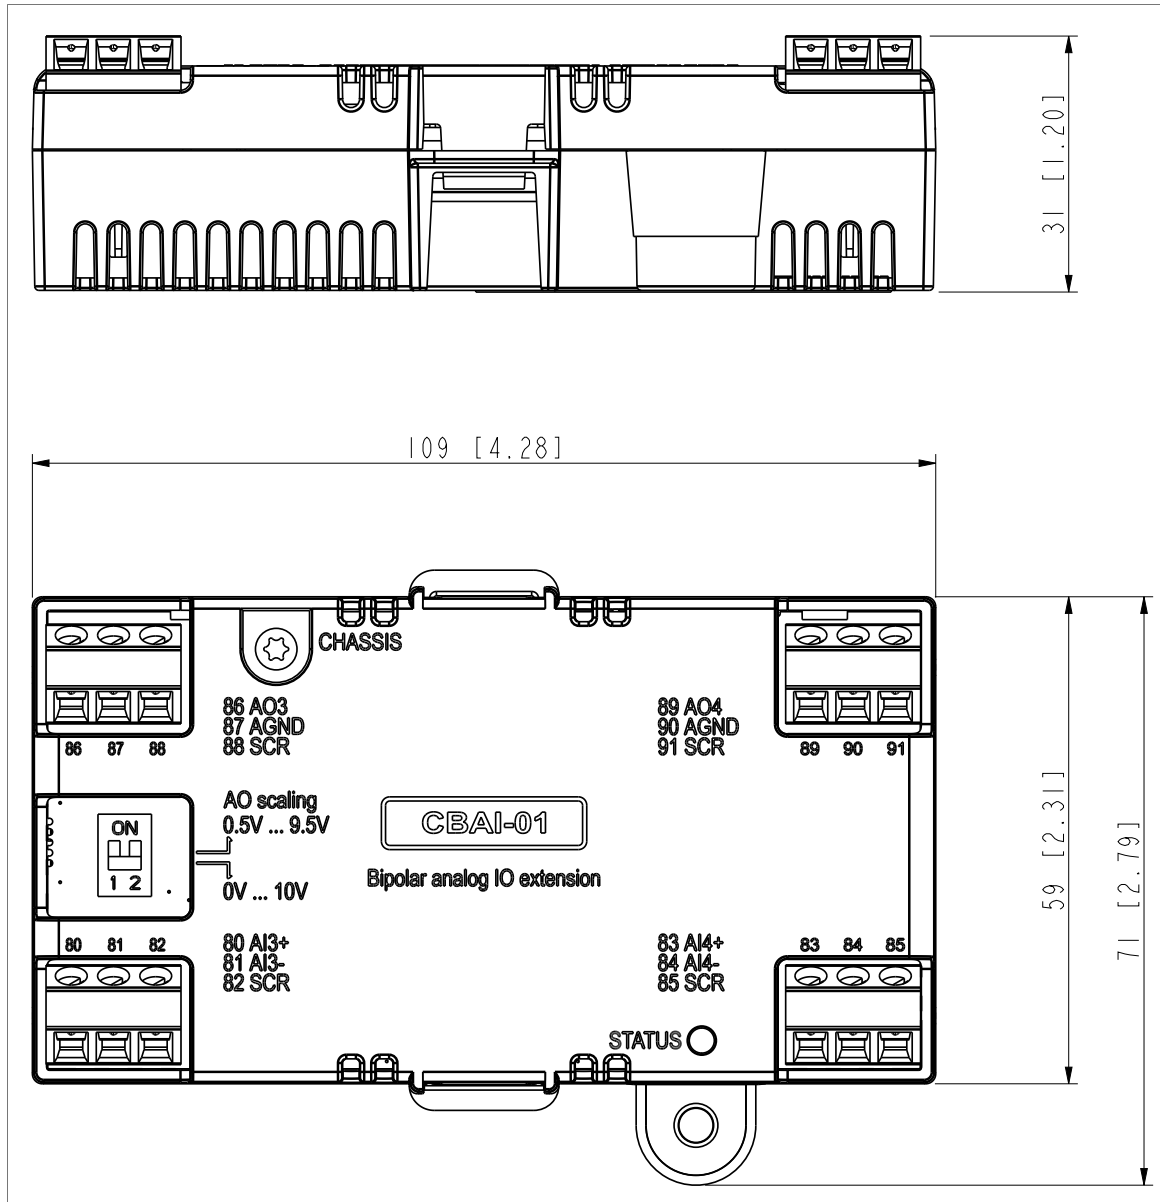 31 [1.20]
109 [4.28]
CHASSIS
86 AO3
87 AGND
88 SCR
89 AO4
90 AGND
91 SCR
86 87 88
89 90 91
AO scaling
0.5V ... 9.5V
0V ... 10V
ON
1 2
CBAI-01
Bipolar analog IO extension
59 [2.31]
71 [2.79]
80 81 82
83 84 85
80 AI3+
81 AI3-
82 SCR
83 AI4+
84 AI4-
85 SCR
STATUS